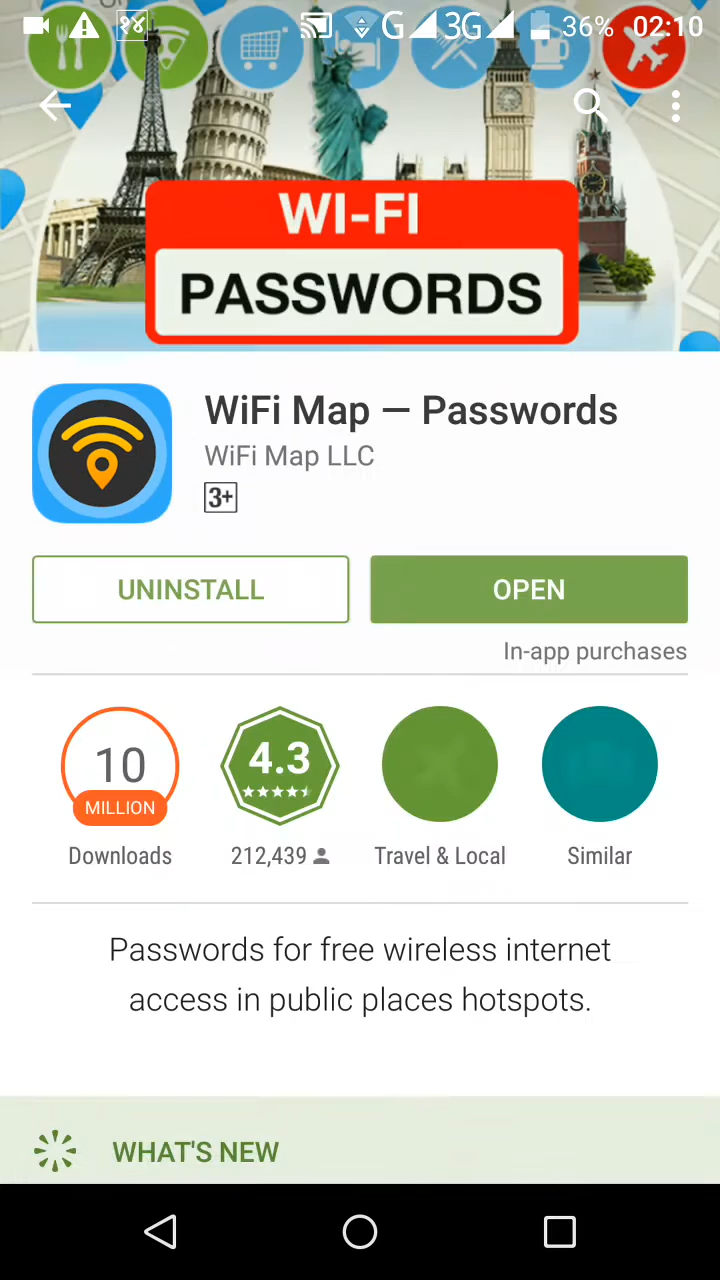 १४ G 3G 36% 02:10
WI-FI
PASSWORDS
WiFi Map — Passwords
WiFi Map LLC
3+
UNINSTALL OPEN
In-app purchases
10 4.3
MILLION
Downloads 212,439 Travel & Local Similar
Passwords for free wireless internet
access in public places hotspots.
WHAT'S NEW